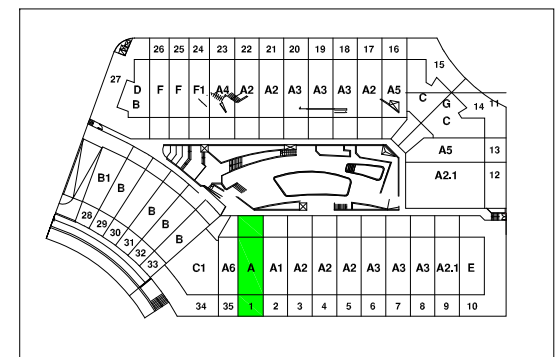 26 25 24 23 22 21 20 19 18 17 16
15
27
D F F F1 A4 A2 A2 A3 A3 A3 A2 A5
B
C G
C
14 11
A5 13
A2.1 12
B1
B
B
B
B
B
28
29
30
31
32
33
C1 A6 A A1 A2 A2 A2 A3 A3 A3 A2.1 E
34 35 1 2 3 4 5 6 7 8 9 10